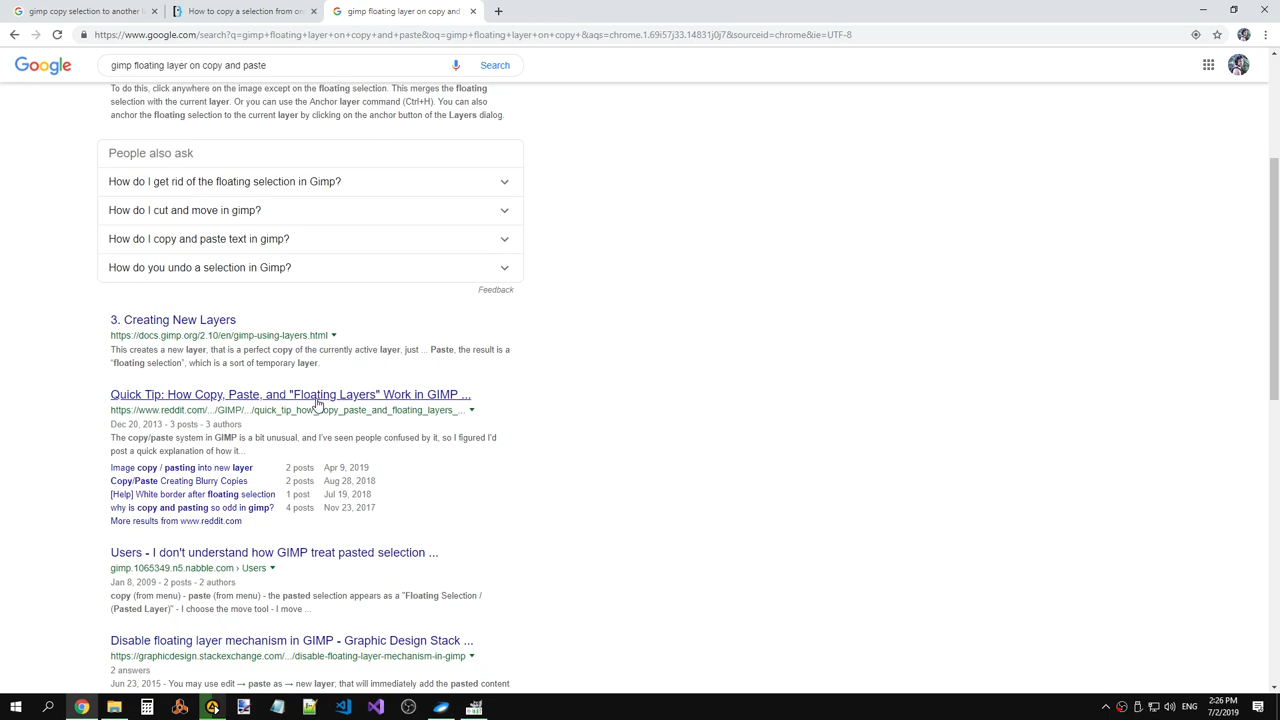 gimp copy selection to another l
How to copy a selection from on
gimp floating layer on copy and
https://www.google.com/search?q=gimp+floating+layer+on+copy+and+paste&oq=gimp+floating+layer+on+copy+&aqs=chrome.1.69i57j33.14831j0j7&sourceid=chrome&ie=UTF-8
Google
gimp floating layer on copy and paste
Search
To do this, click anywhere on the image except on the floating selection. This merges the floating
selection with the current layer. Or you can use the Anchor layer command (Ctrl+H). You can also
anchor the floating selection to the current layer by clicking on the anchor button of the Layers dialog.
People also ask
How do I get rid of the floating selection in Gimp?
How do I cut and move in gimp?
How do I copy and paste text in gimp?
How do you undo a selection in Gimp?
Feedback
3. Creating New Layers
https://docs.gimp.org/2.10/en/gimp-using-layers.html
This creates a new layer, that is a perfect copy of the currently active layer, just ... Paste, the result is a
“floating selection”, which is a sort of temporary layer.
Quick Tip: How Copy, Paste, and "Floating Layers" Work in GIMP ...
https://www.reddit.com/.../GIMP/.../quick_tip_how_copy_paste_and_floating_layers_...
Dec 20, 2013 - 3 posts - 3 authors
The copy/paste system in GIMP is a bit unusual, and I've seen people confused by it, so I figured I'd
post a quick explanation of how it...
Image copy / pasting into new layer 2 posts Apr 9, 2019
Copy/Paste Creating Blurry Copies 2 posts Aug 28, 2018
[Help] White border after floating selection 1 post Jul 19, 2018
why is copy and pasting so odd in gimp? 4 posts Nov 23, 2017
More results from www.reddit.com
Users - I don't understand how GIMP treat pasted selection ...
gimp.1065349.n5.nabble.com › Users
Jan 8, 2009 - 2 posts - 2 authors
copy (from menu) - paste (from menu) - the pasted selection appears as a "Floating Selection /
(Pasted Layer)" - I choose the move tool - I move ...
Disable floating layer mechanism in GIMP - Graphic Design Stack ...
https://graphicdesign.stackexchange.com/.../disable-floating-layer-mechanism-in-gimp
2 answers
Jun 23, 2015 - You may use edit → paste as → new layer; that will immediately add the pasted content
ENG
2:26 PM
7/2/2019